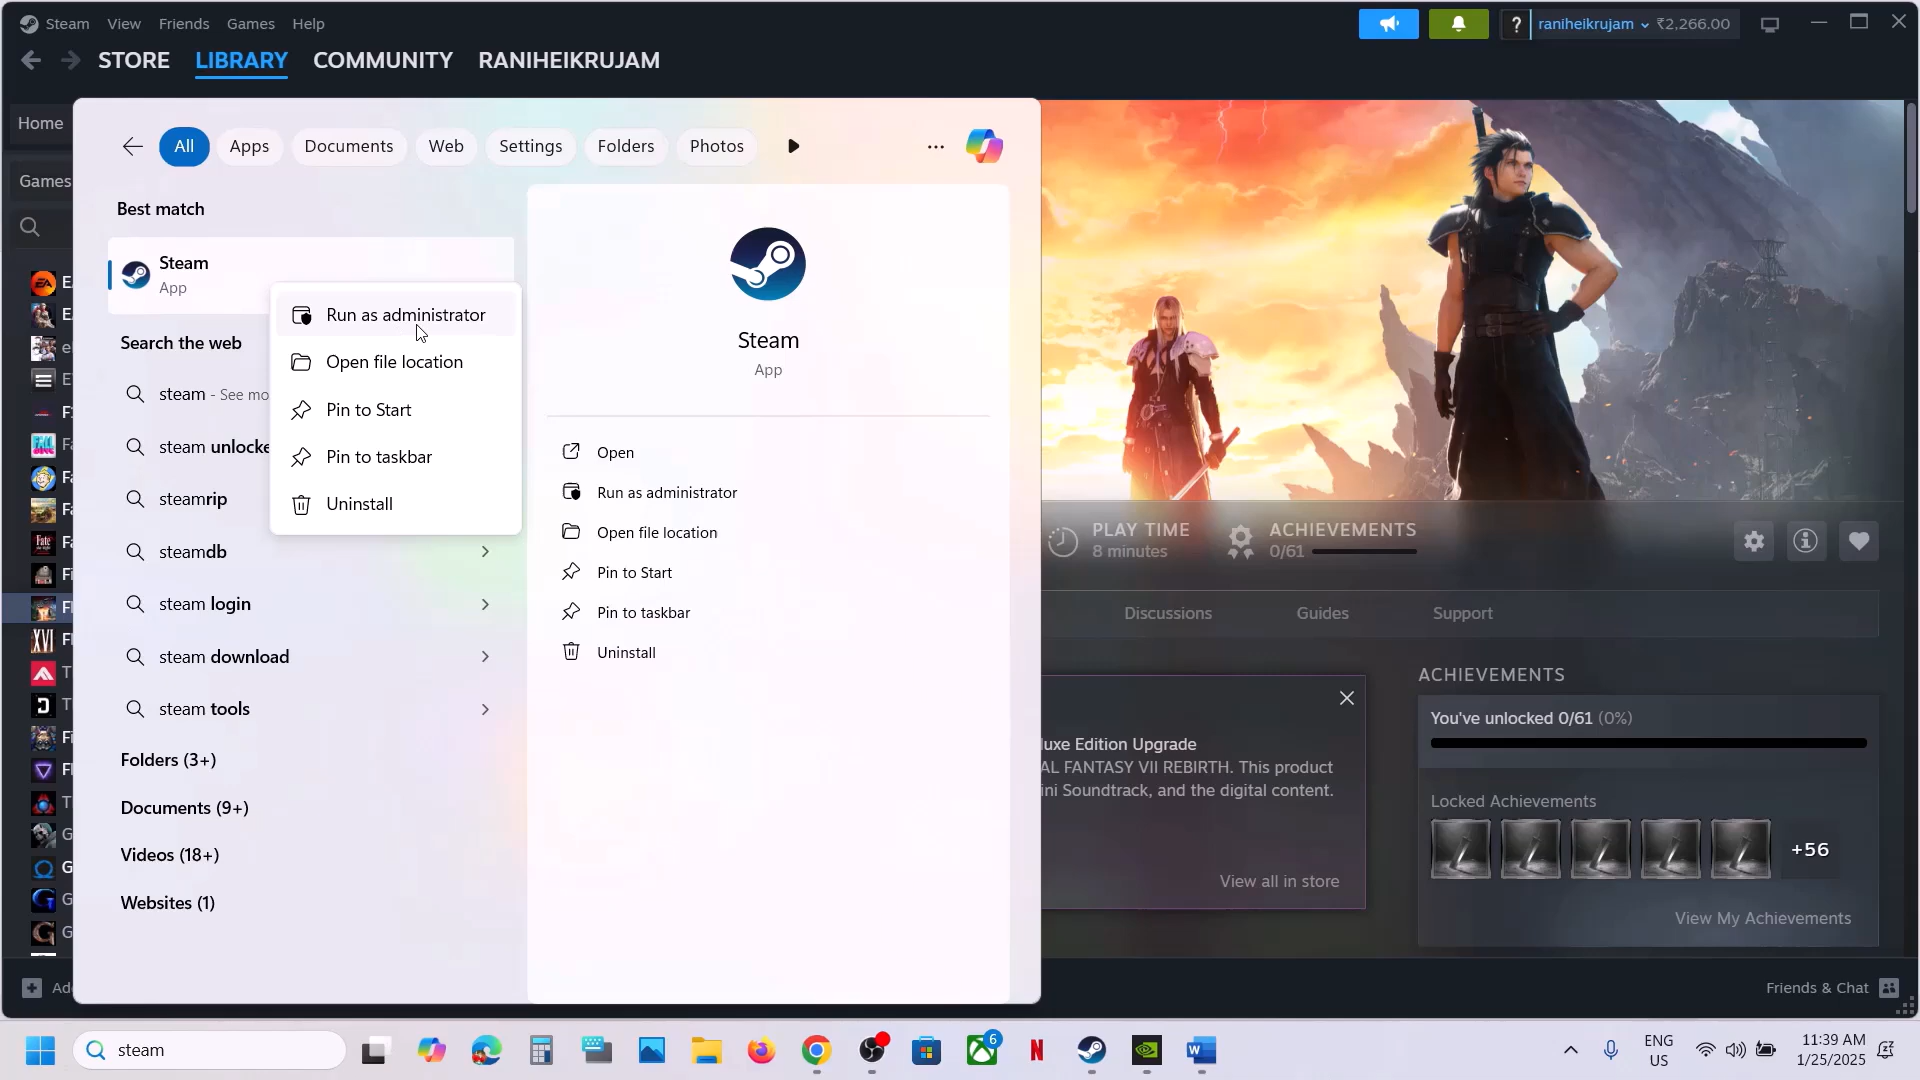 Steam View Friends Games Help
raniheikrujam ₹2,266.00
STORE LIBRARY COMMUNITY RANIHEIKRUJAM
Home
Games
All Apps Documents Web Settings Folders Photos
Best match
Steam
App
Run as administrator
Open file location
Pin to Start
Pin to taskbar
Uninstall
Search the web
steam - See mo
steam unlocke
steamrip
steamdb
steam login
steam download
steam tools
Folders (3+)
Documents (9+)
Videos (18+)
Websites (1)
Steam
App
Open
Run as administrator
Open file location
Pin to Start
Pin to taskbar
Uninstall
PLAY TIME
8 minutes
ACHIEVEMENTS
0/61
Discussions Guides Support
luxe Edition Upgrade
AL FANTASY VII REBIRTH. This product
ini Soundtrack, and the digital content.
View all in store
ACHIEVEMENTS
You've unlocked 0/61 (0%)
Locked Achievements
+56
View My Achievements
Friends & Chat
steam
6
ENG
US
11:39 AM
1/25/2025